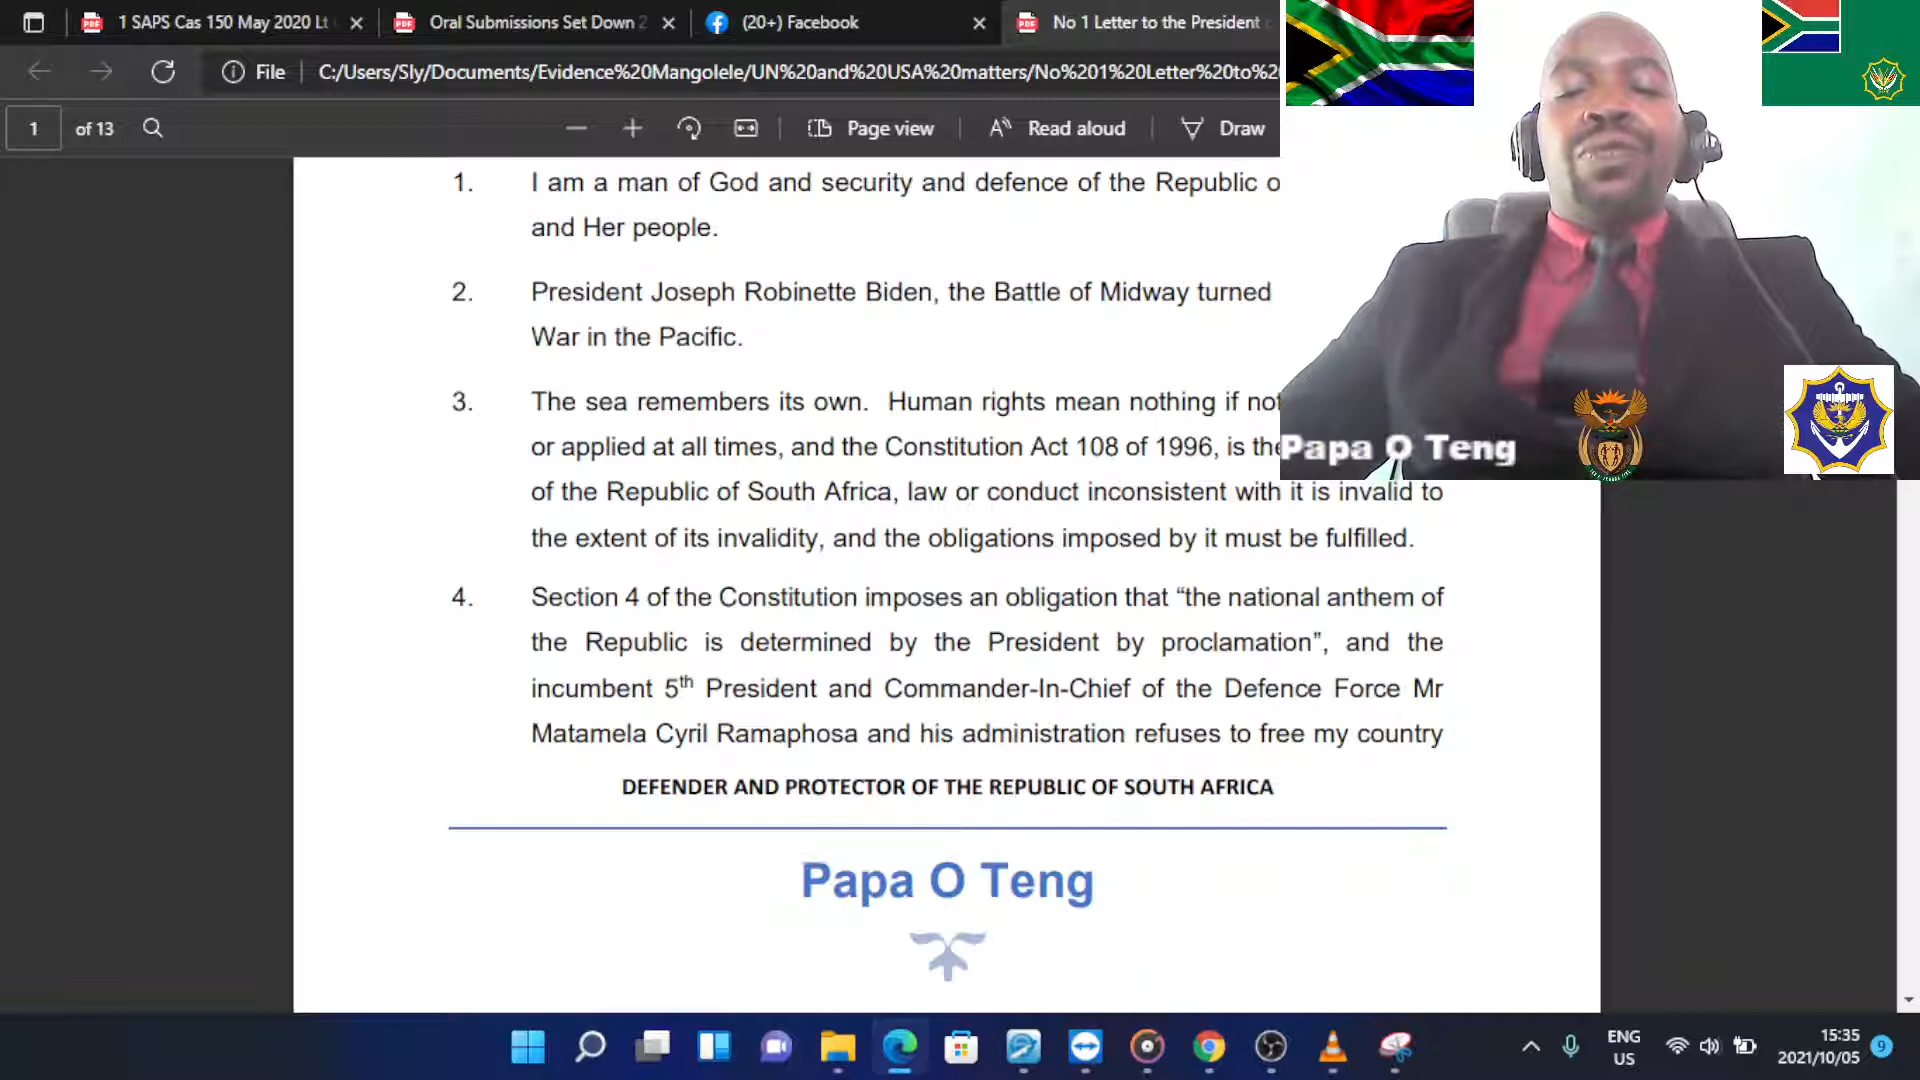 1 SAPS Cas 150 May 2020 Lt
Oral Submissions Set Down 2
(20+) Facebook
No 1 Letter to the President
File
C:/Users/Sly/Documents/Evidence%20Mangolele/UN%20and%20USA%20matters/No%201%20Letter%20to%20
1 of 13
Page view
Read aloud
Draw
1. I am a man of God and security and defence of the Republic o
and Her people.
2. President Joseph Robinette Biden, the Battle of Midway turned
War in the Pacific.
3. The sea remembers its own. Human rights mean nothing if not
or applied at all times, and the Constitution Act 108 of 1996, is the
of the Republic of South Africa, law or conduct inconsistent with it is invalid to
the extent of its invalidity, and the obligations imposed by it must be fulfilled.
4. Section 4 of the Constitution imposes an obligation that “the national anthem of
the Republic is determined by the President by proclamation”, and the
incumbent 5th President and Commander-In-Chief of the Defence Force Mr
Matamela Cyril Ramaphosa and his administration refuses to free my country
DEFENDER AND PROTECTOR OF THE REPUBLIC OF SOUTH AFRICA
Papa O Teng
Papa O Teng
ENG
US
15:35
2021/10/05
9